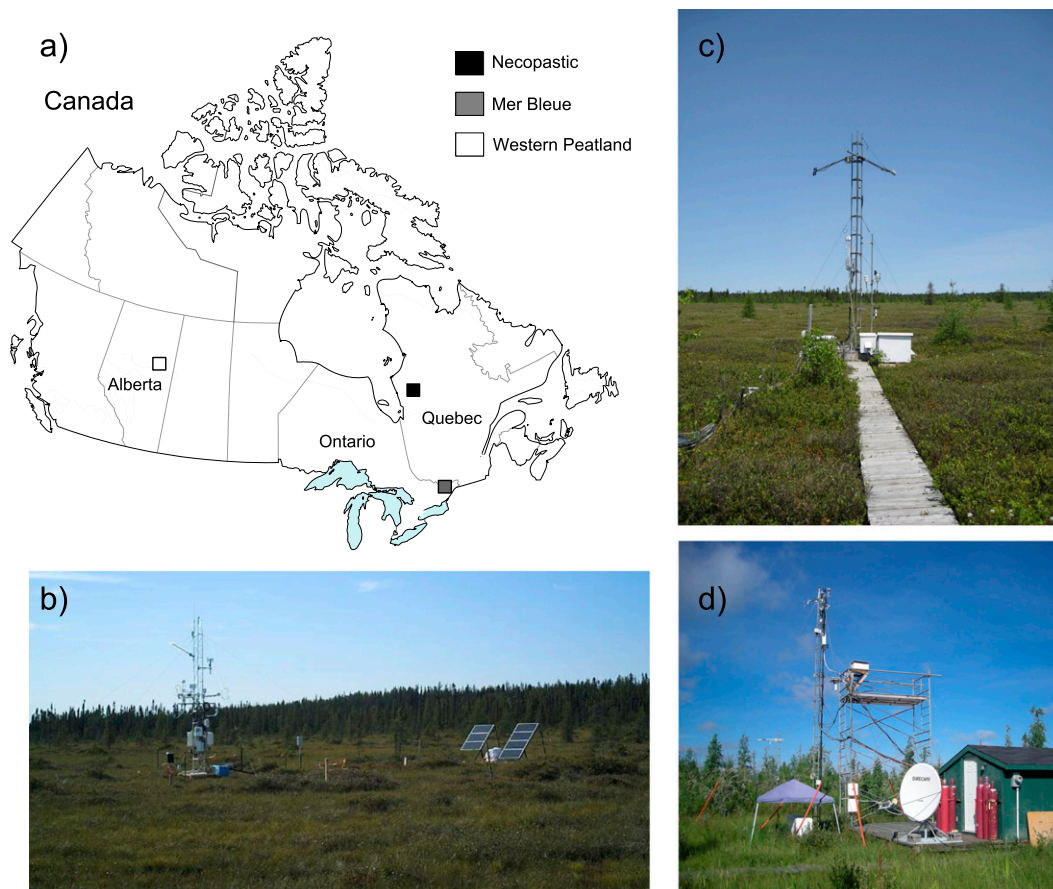 a)
Canada
Necopastic
Mer Bleue
Western Peatland
Alberta
Quebec
Ontario
b)
c)
d)